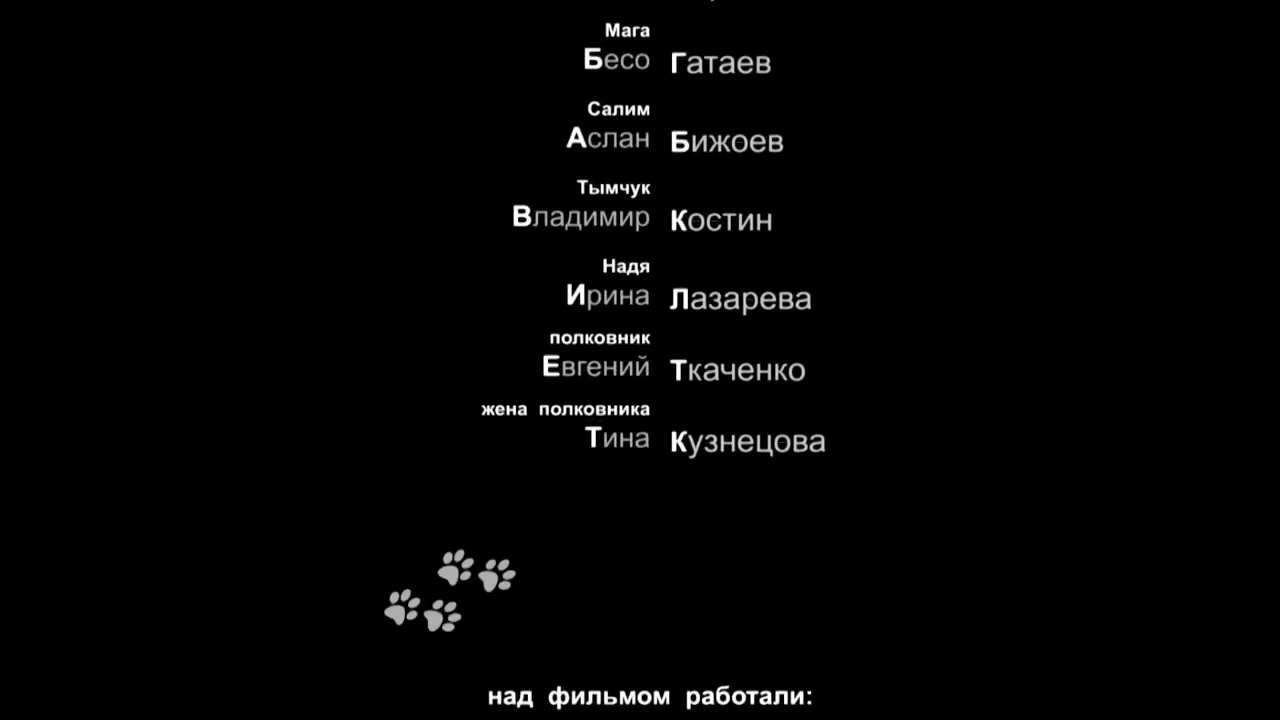 Мага
Бесо Гатаев
Салим
Аслан Бижоев
Тымчук
Владимир Костин
Надя
Ирина Лазарева
полковник
Евгений Ткаченко
жена полковника
Тина Кузнецова
над фильмом работали: